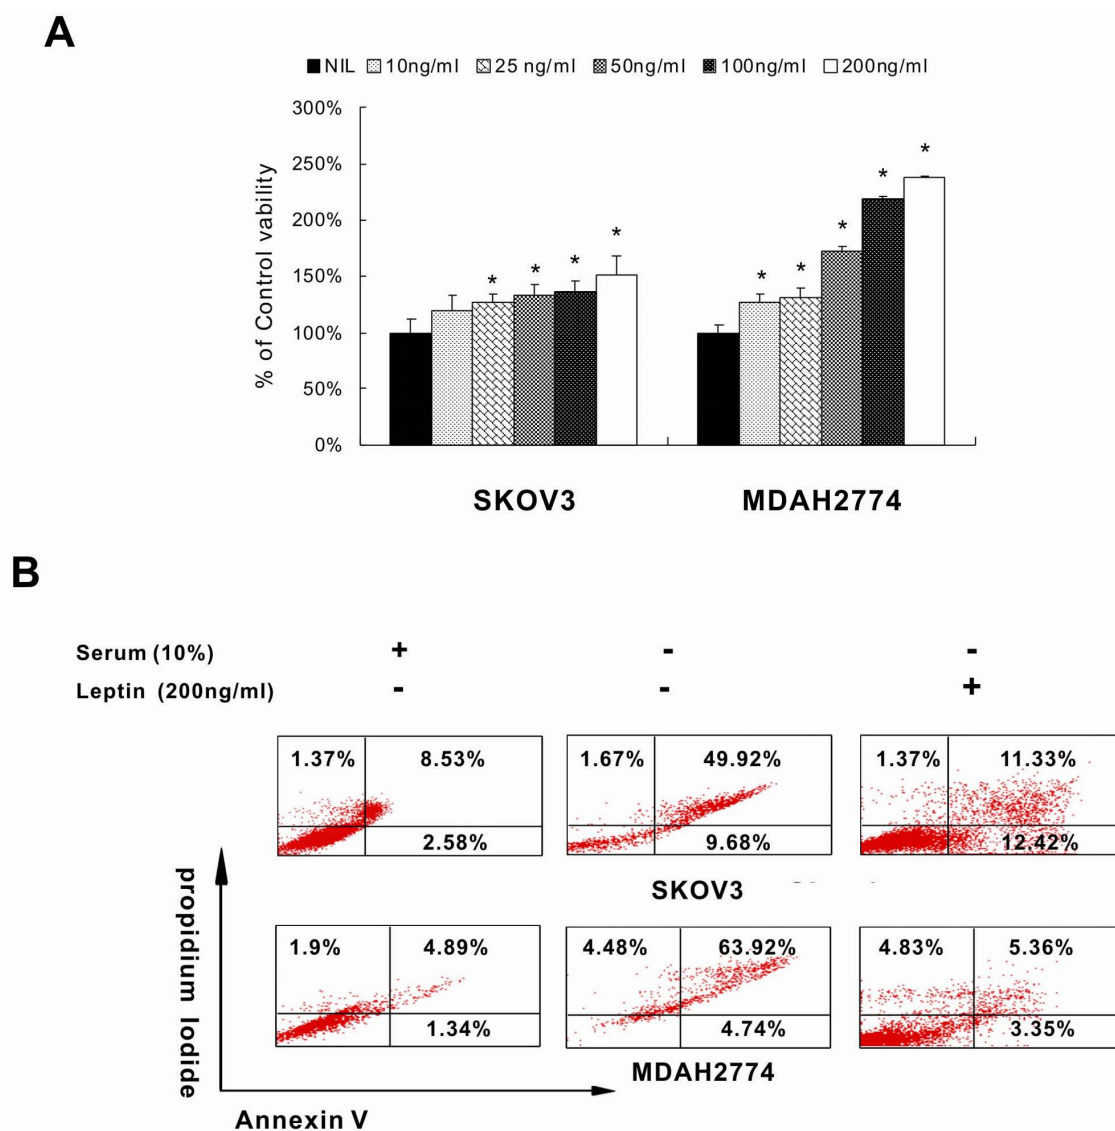 A
NIL 10ng/ml 25 ng/ml 50ng/ml 100ng/ml 200ng/ml
300%
250%
200%
150%
100%
50%
0%
% of Control vability
* * * * *
* * * * *
SKOV3 MDAH2774
B
Serum (10%) + - -
Leptin (200ng/ml) - - +
1.37% 8.53% 1.67% 49.92% 1.37% 11.33%
2.58% 9.68% 12.42%
SKOV3
1.9% 4.89% 4.48% 63.92% 4.83% 5.36%
1.34% 4.74% 3.35%
MDAH2774
propidium Iodide
Annexin V